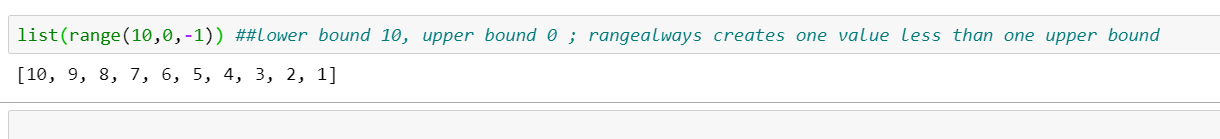 list(range(10,0,-1)) ##lower bound 10, upper bound 0 ; rangealways creates one value less than one upper bound
[10, 9, 8, 7, 6, 5, 4, 3, 2, 1]